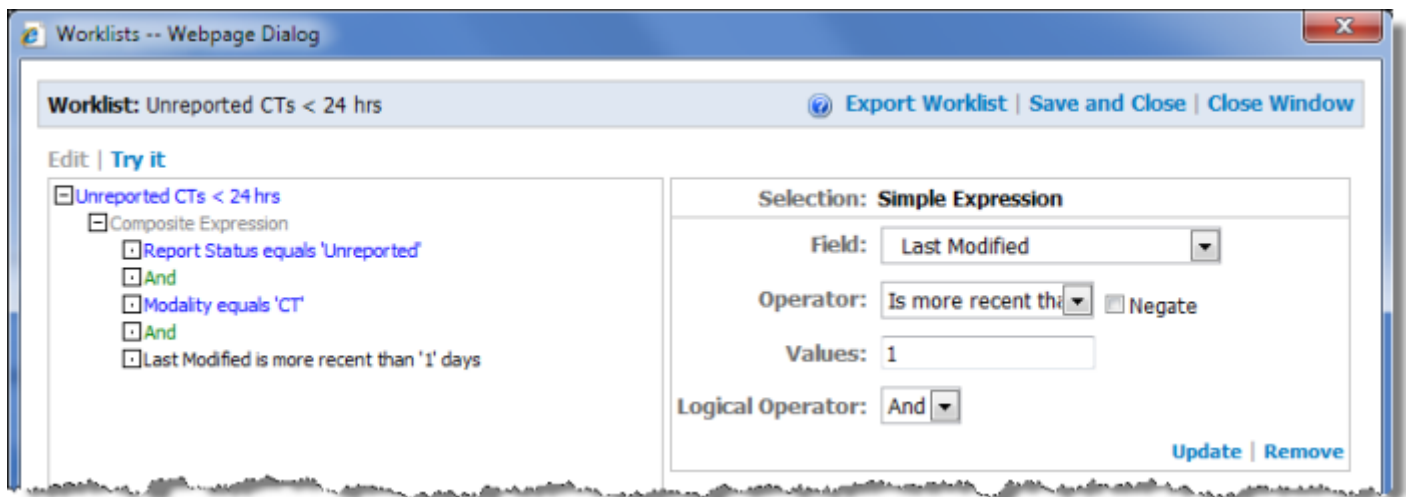 Worklists -- Webpage Dialog
Worklist: Unreported CTs < 24 hrs
Export Worklist | Save and Close | Close Window
Edit | Try it
Unreported CTs < 24 hrs
Composite Expression
Report Status equals 'Unreported'
And
Modality equals 'CT'
And
Last Modified is more recent than '1' days
Selection: Simple Expression
Field: Last Modified
Operator: Is more recent tha Negate
Values: 1
Logical Operator: And
Update | Remove